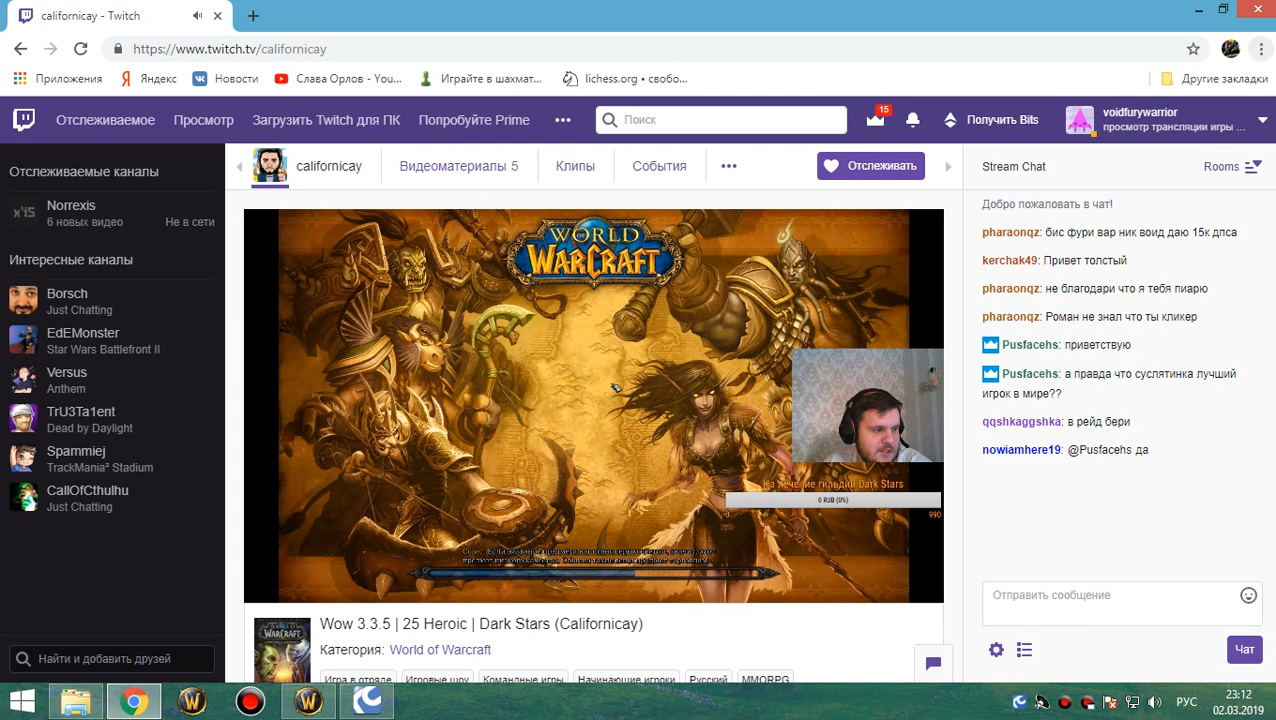 californicay - Twitch
https://www.twitch.tv/californicay
Приложения
Яндекс
Новости
Слава Орлов - You...
Играйте в шахмат...
lichess.org • свобо...
Другие закладки
Отслеживаемое
Просмотр
Загрузить Twitch для ПК
Попробуйте Prime
Поиск
15
Получить Bits
voidfurywarrior
просмотр трансляции игры ...
Отслеживаемые каналы
Norrexis
6 новых видео
Не в сети
Интересные каналы
Borsch
Just Chatting
EdEMonster
Star Wars Battlefront II
Versus
Anthem
TrU3Ta1ent
Dead by Daylight
Spammiej
TrackMania² Stadium
CallOfCthulhu
Just Chatting
Найти и добавить друзей
californicay
Видеоматериалы 5
Клипы
События
Отслеживать
WORLD
OF
WARCRAFT
На лечение гильдии Dark Stars
0 RUB (0%)
0
990
Wow 3.3.5 | 25 Heroic | Dark Stars (Californicay)
Категория: World of Warcraft
Игра в отряде
Игровые шоу
Командные игры
Начинающие игроки
Русский
MMORPG
Stream Chat
Rooms
Добро пожаловать в чат!
pharaonqz: бис фури вар ник воид даю 15к дпса
kerchak49: Привет толстый
pharaonqz: не благодари что я тебя пиарю
pharaonqz: Роман не знал что ты кликер
Pusfacehs: приветствую
Pusfacehs: а правда что суслятинка лучший
игрок в мире??
qqshkaggshka: в рейд бери
nowiamhere19: @Pusfacehs да
Отправить сообщение
Чат
РУС
23:12
02.03.2019